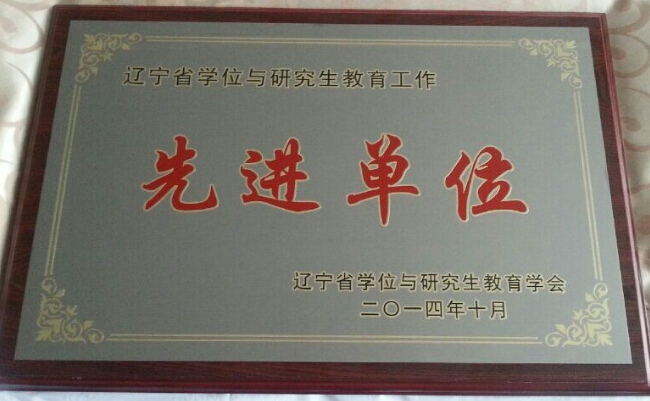 辽宁省学位与研究生教育工作
先进单位
辽宁省学位与研究生教育学会
二〇一四年十月